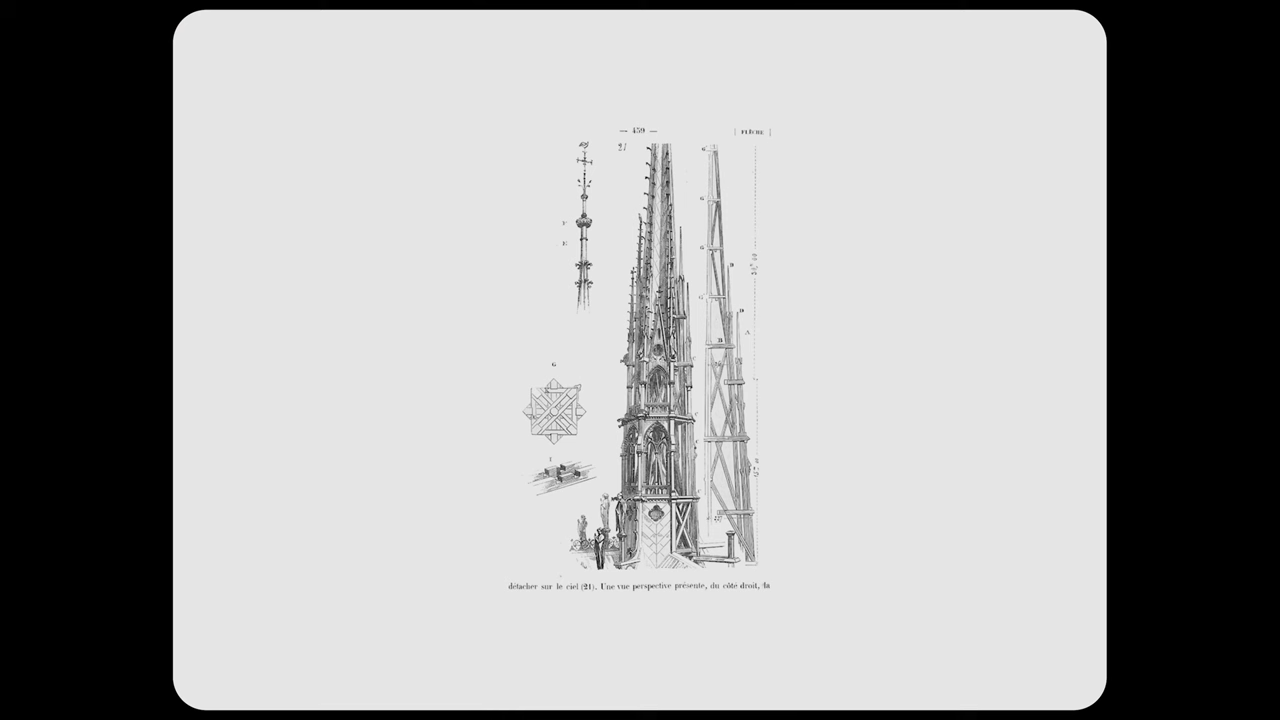 — 459 — | FLÈCHE |
21
G
G
G
D
G
D
A
B
C
C
C
G
détacher sur le ciel (21). Une vue perspective présente, du côté droit, la